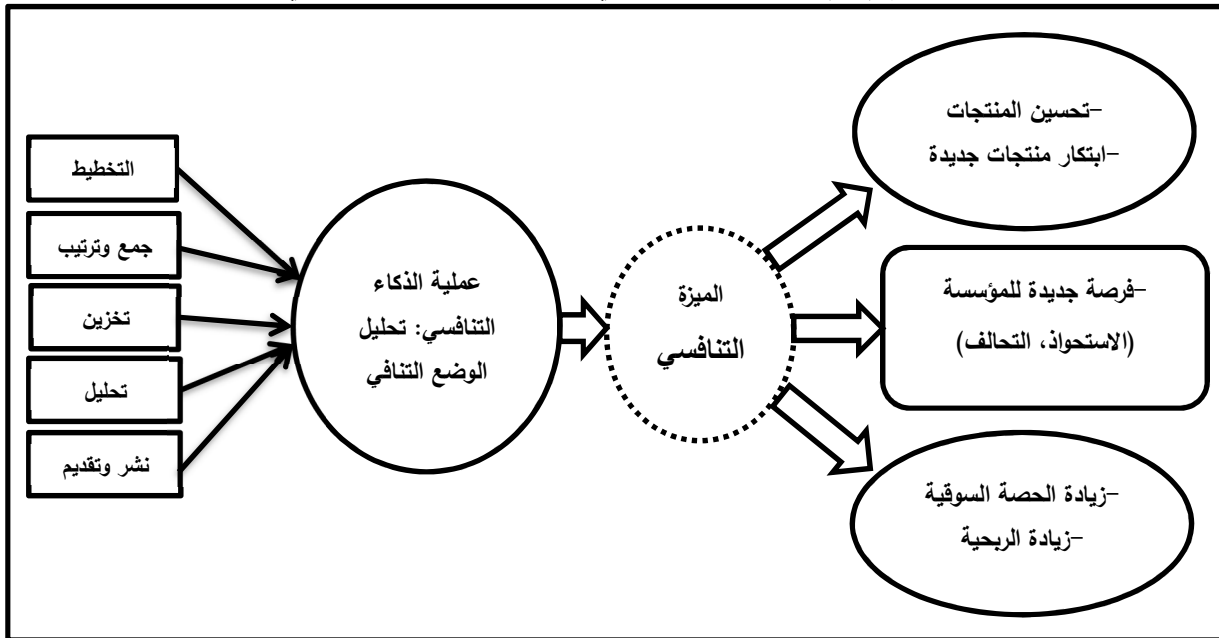 التخطيط
جمع وترتيب
تخزين
تحليل
نشر وتقديم
عملية الذكاء
التنافسي: تحليل
الوضع التنافي
الميزة
التنافسي
-تحسين المنتجات
-ابتكار منتجات جديدة
-فرصة جديدة للمؤسسة
(الاستحواذ، التحالف)
-زيادة الحصة السوقية
-زيادة الربحية